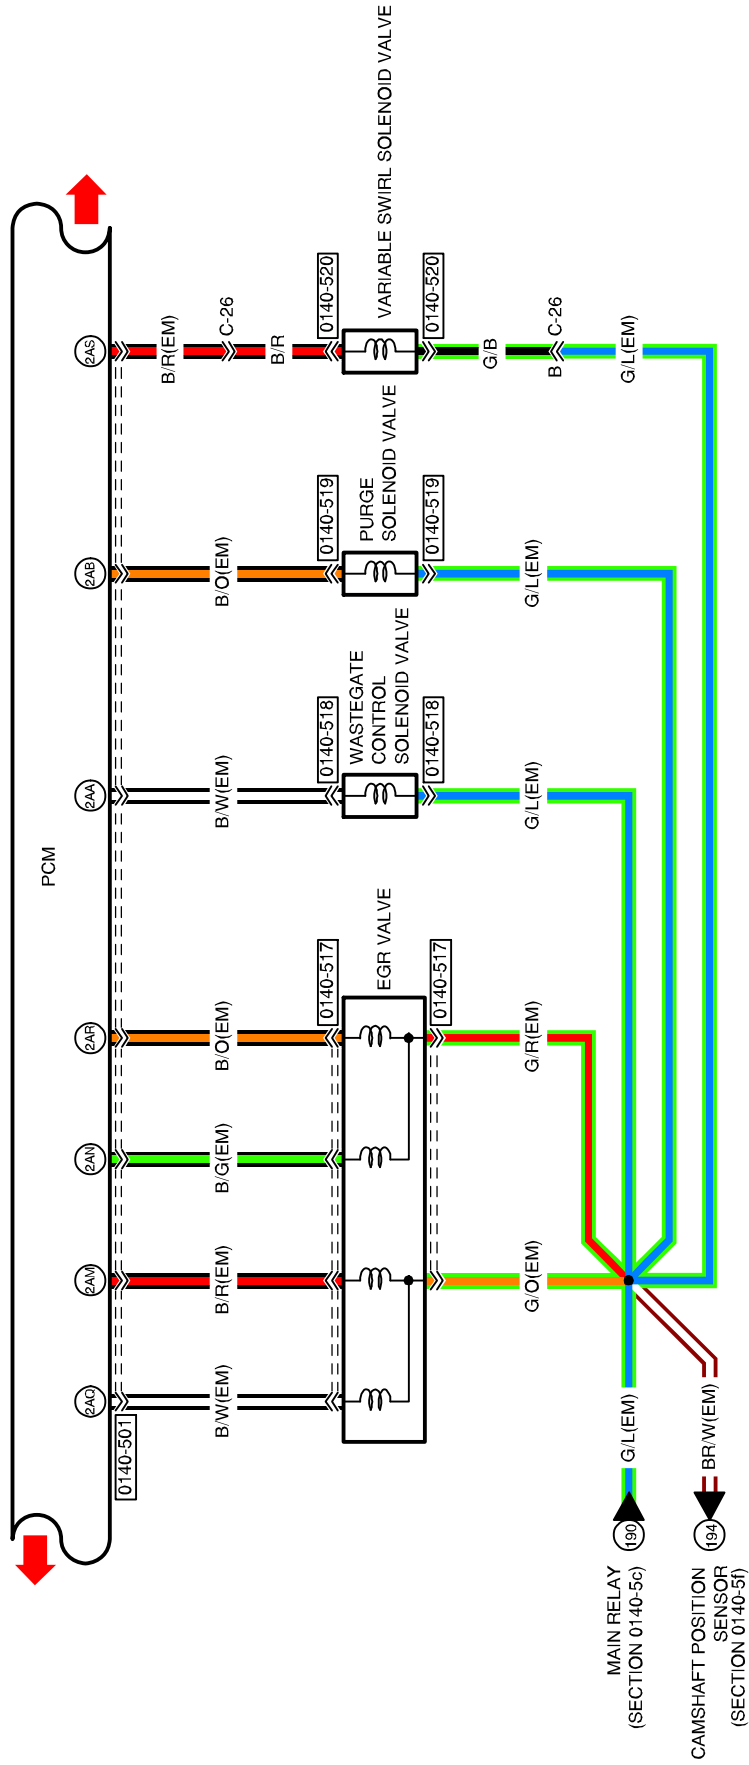 PCM
2AQ
2AM
2AN
2AR
2AA
2AB
2AS
0140-501
B/W(EM)
B/R(EM)
B/G(EM)
B/O(EM)
B/W(EM)
B/O(EM)
B/R(EM)
C-26
B/R
0140-517
0140-518
0140-519
0140-520
EGR VALVE
WASTEGATE
CONTROL
SOLENOID VALVE
PURGE
SOLENOID VALVE
VARIABLE SWIRL SOLENOID VALVE
0140-517
0140-518
0140-519
0140-520
G/O(EM)
G/R(EM)
G/L(EM)
G/L(EM)
G/B
B
C-26
G/L(EM)
MAIN RELAY
(SECTION 0140-5c)
190
G/L(EM)
CAMSHAFT POSITION
SENSOR
(SECTION 0140-5f)
194
BR/W(EM)